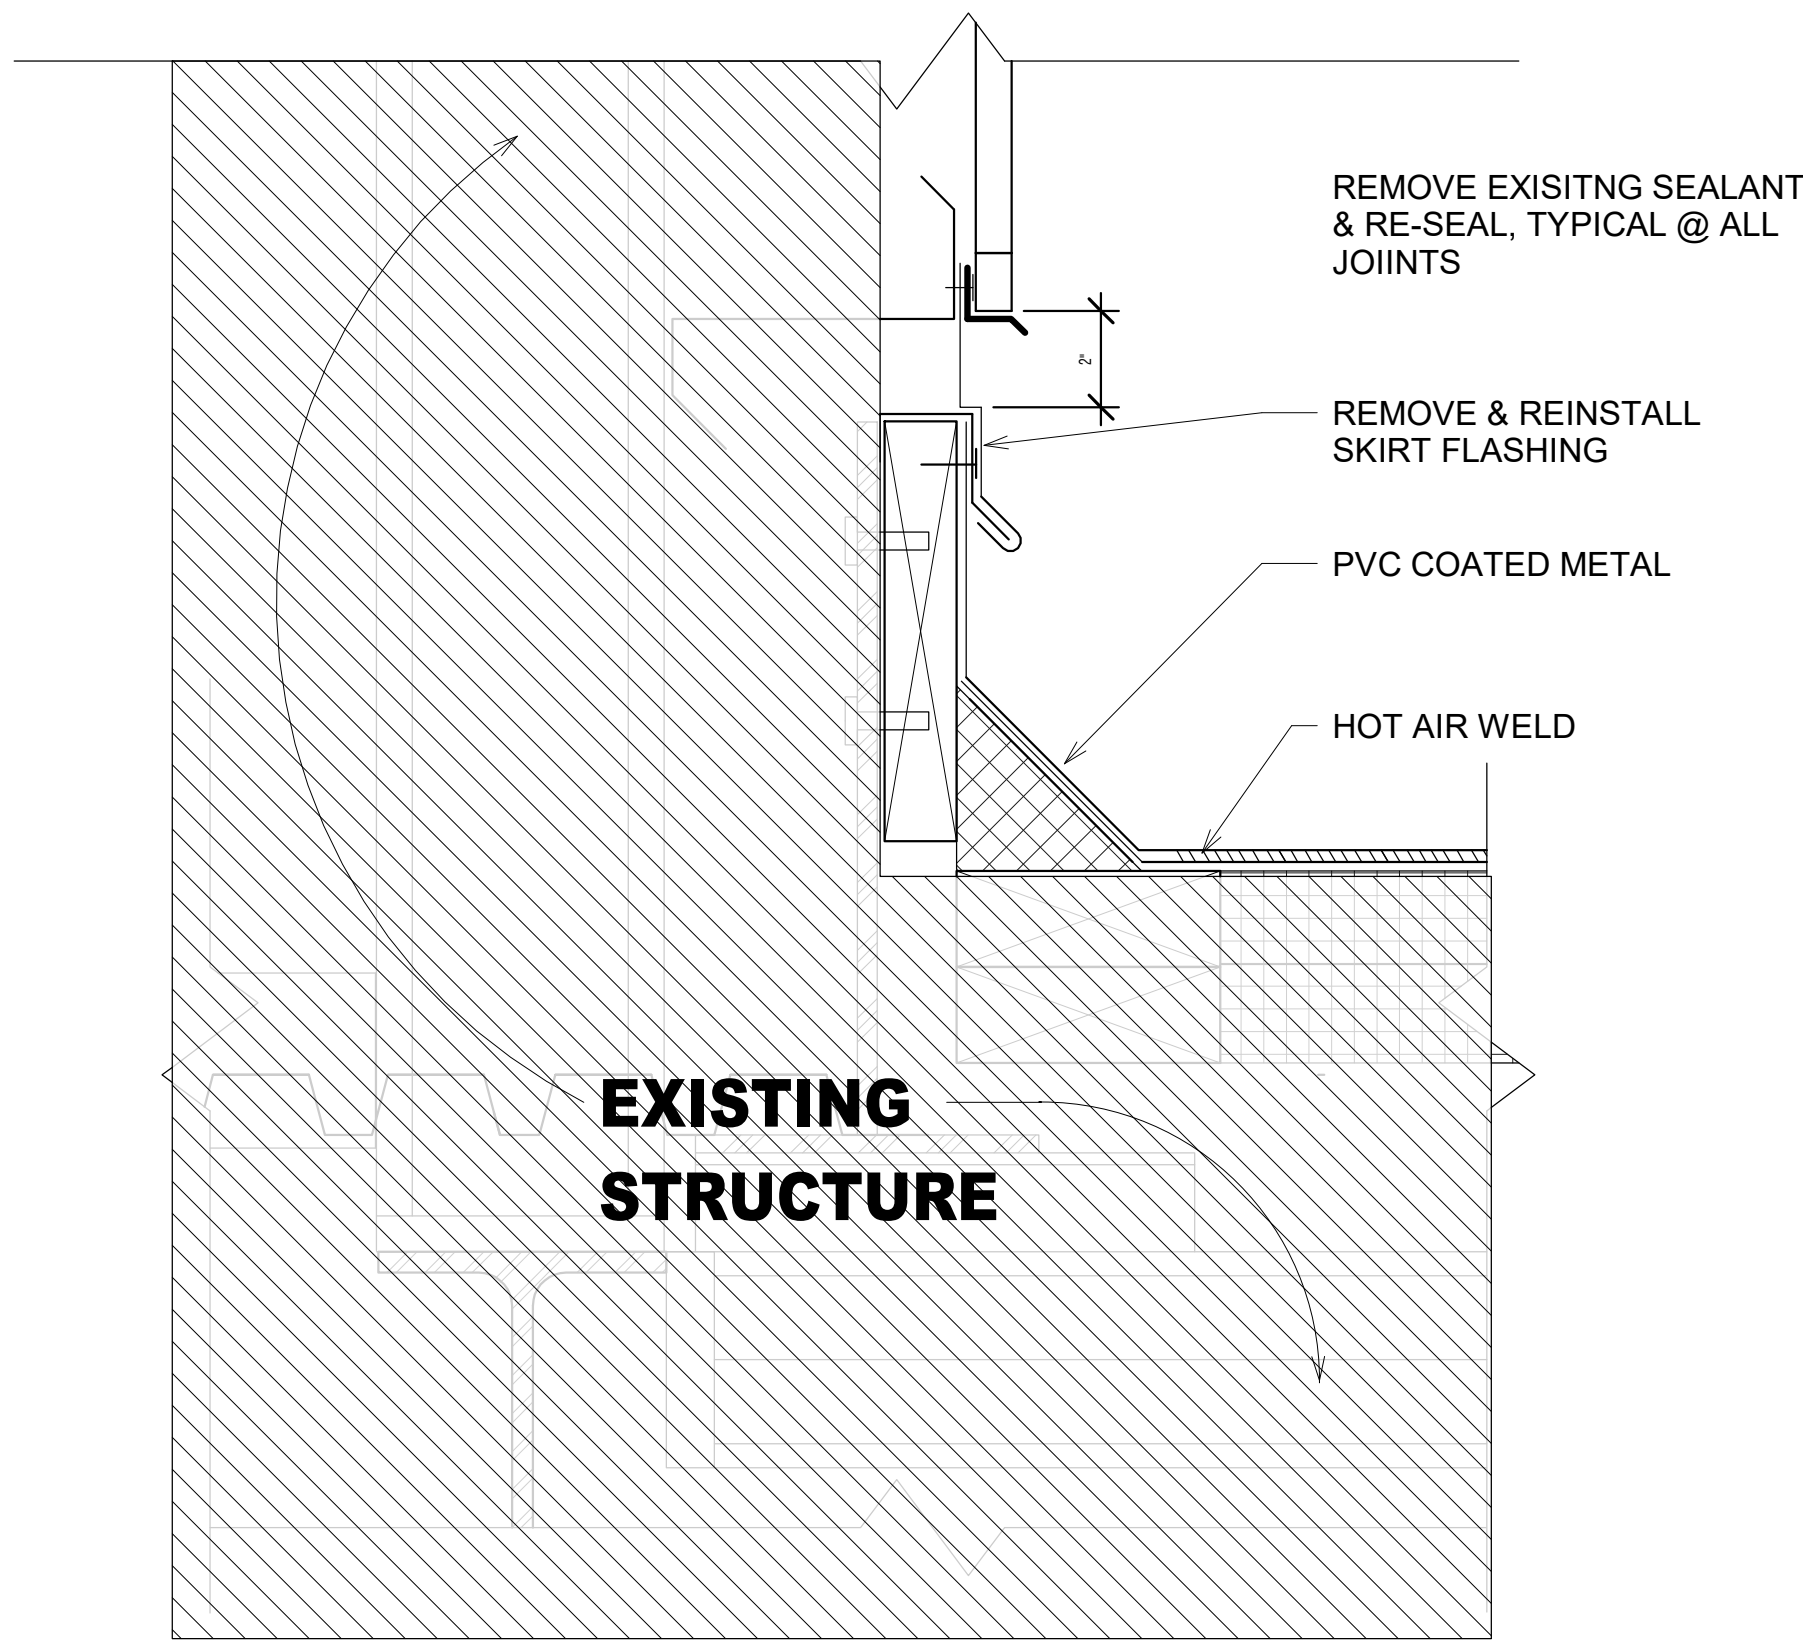 REMOVE EXISITNG SEALANT
& RE-SEAL, TYPICAL @ ALL
JOIINTS
2"
REMOVE & REINSTALL
SKIRT FLASHING
PVC COATED METAL
HOT AIR WELD
EXISTING
STRUCTURE